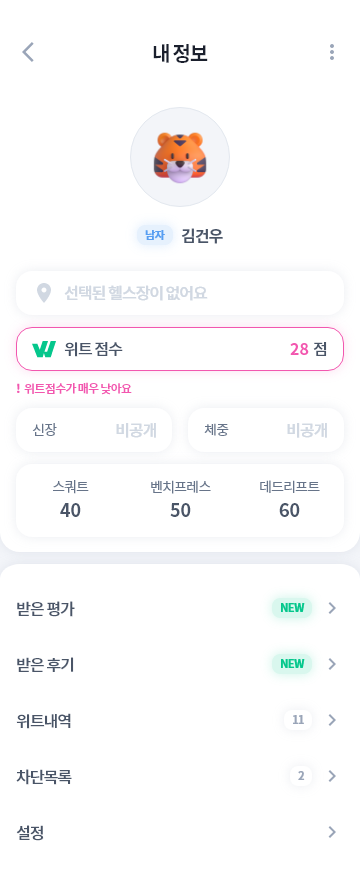 내 정보
남자 김건우
선택된 헬스장이 없어요
위트 점수 28 점
! 위트점수가 매우 낮아요
신장 비공개 체중 비공개
스쿼트 벤치프레스 데드리프트
40 50 60
받은 평가 NEW
받은 후기 NEW
위트내역 11
차단목록 2
설정